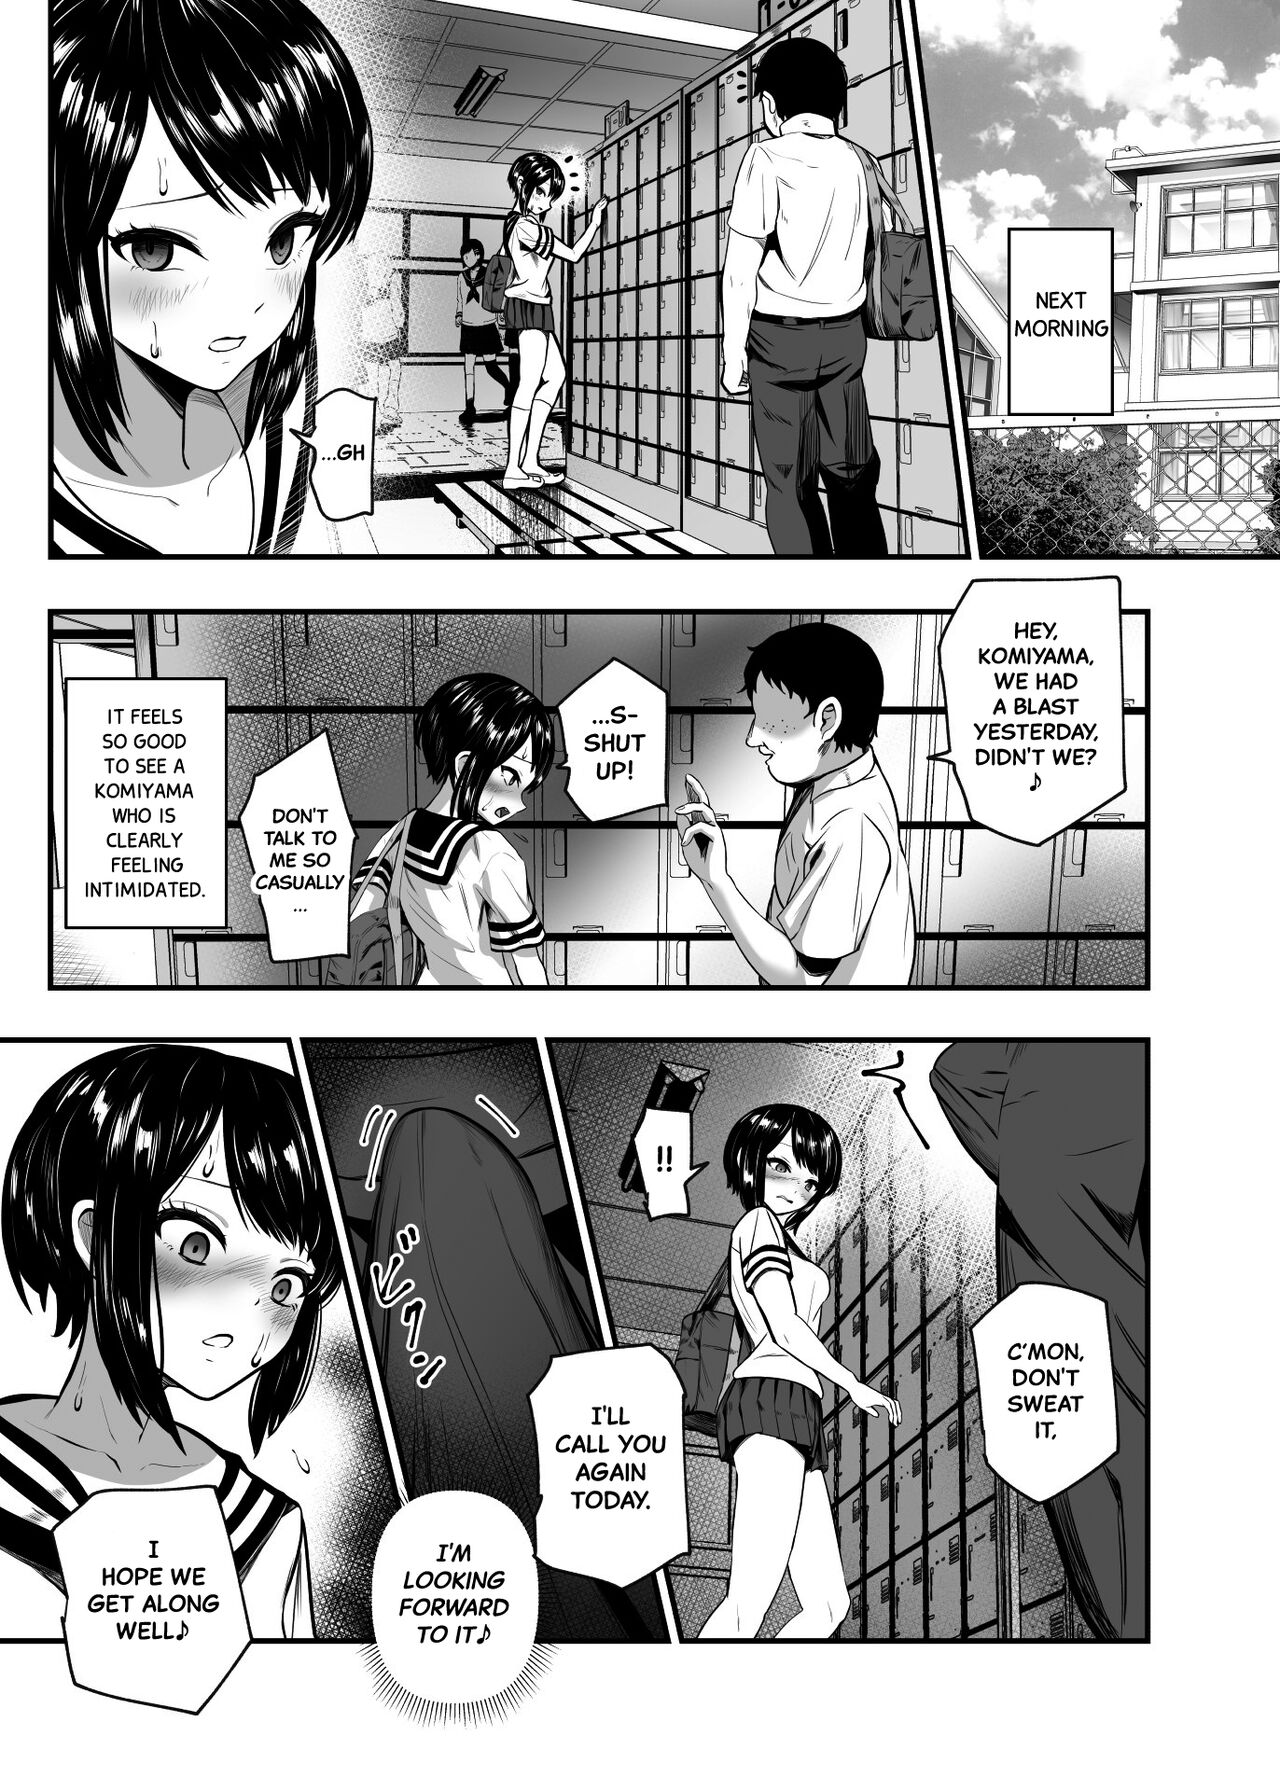 NEXT
MORNING
...GH
HEY,
KOMIYAMA,
WE HAD
A BLAST
YESTERDAY,
DIDN'T WE?
♪
...S-
SHUT
UP!
DON'T
TALK TO
ME SO
CASUALLY
...
IT FEELS
SO GOOD
TO SEE A
KOMIYAMA
WHO IS
CLEARLY
FEELING
INTIMIDATED.
!!
C'MON,
DON'T
SWEAT
IT,
I'LL
CALL YOU
AGAIN
TODAY.
I'M
LOOKING
FORWARD
TO IT♪
I
HOPE WE
GET ALONG
WELL♪